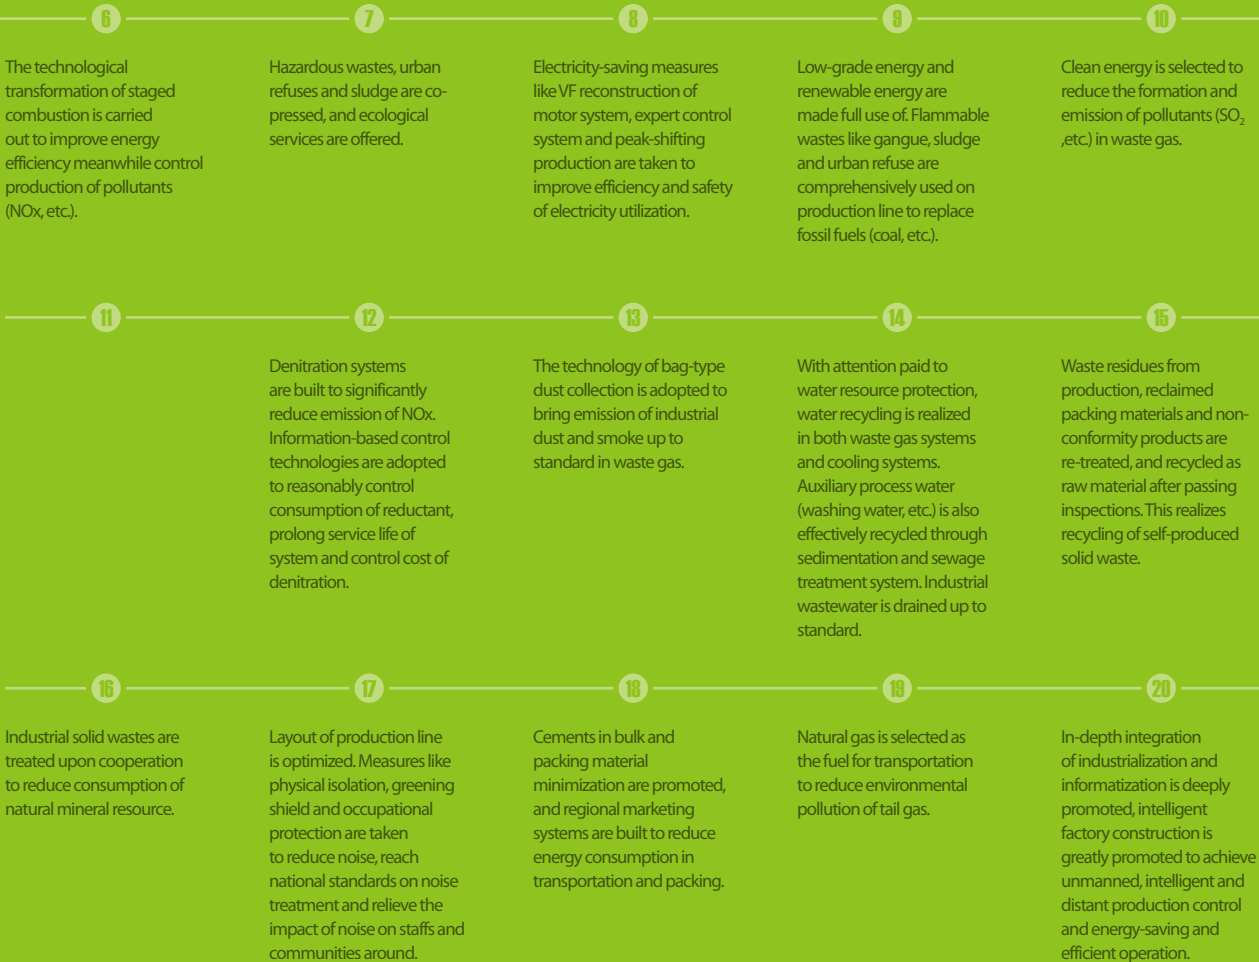 6
The technological
transformation of staged
combustion is carried
out to improve energy
efficiency meanwhile control
production of pollutants
(NOx, etc.).
7
Hazardous wastes, urban
refuses and sludge are co-
pressed, and ecological
services are offered.
8
Electricity-saving measures
like VF reconstruction of
motor system, expert control
system and peak-shifting
production are taken to
improve efficiency and safety
of electricity utilization.
9
Low-grade energy and
renewable energy are
made full use of. Flammable
wastes like gangue, sludge
and urban refuse are
comprehensively used on
production line to replace
fossil fuels (coal, etc.).
10
Clean energy is selected to
reduce the formation and
emission of pollutants (SO₂
,etc.) in waste gas.
11
12
Denitration systems
are built to significantly
reduce emission of NOx.
Information-based control
technologies are adopted
to reasonably control
consumption of reductant,
prolong service life of
system and control cost of
denitration.
13
The technology of bag-type
dust collection is adopted to
bring emission of industrial
dust and smoke up to
standard in waste gas.
14
With attention paid to
water resource protection,
water recycling is realized
in both waste gas systems
and cooling systems.
Auxiliary process water
(washing water, etc.) is also
effectively recycled through
sedimentation and sewage
treatment system. Industrial
wastewater is drained up to
standard.
15
Waste residues from
production, reclaimed
packing materials and non-
conformity products are
re-treated, and recycled as
raw material after passing
inspections. This realizes
recycling of self-produced
solid waste.
16
Industrial solid wastes are
treated upon cooperation
to reduce consumption of
natural mineral resource.
17
Layout of production line
is optimized. Measures like
physical isolation, greening
shield and occupational
protection are taken
to reduce noise, reach
national standards on noise
treatment and relieve the
impact of noise on staffs and
communities around.
18
Cements in bulk and
packing material
minimization are promoted,
and regional marketing
systems are built to reduce
energy consumption in
transportation and packing.
19
Natural gas is selected as
the fuel for transportation
to reduce environmental
pollution of tail gas.
20
In-depth integration
of industrialization and
informatization is deeply
promoted, intelligent
factory construction is
greatly promoted to achieve
unmanned, intelligent and
distant production control
and energy-saving and
efficient operation.